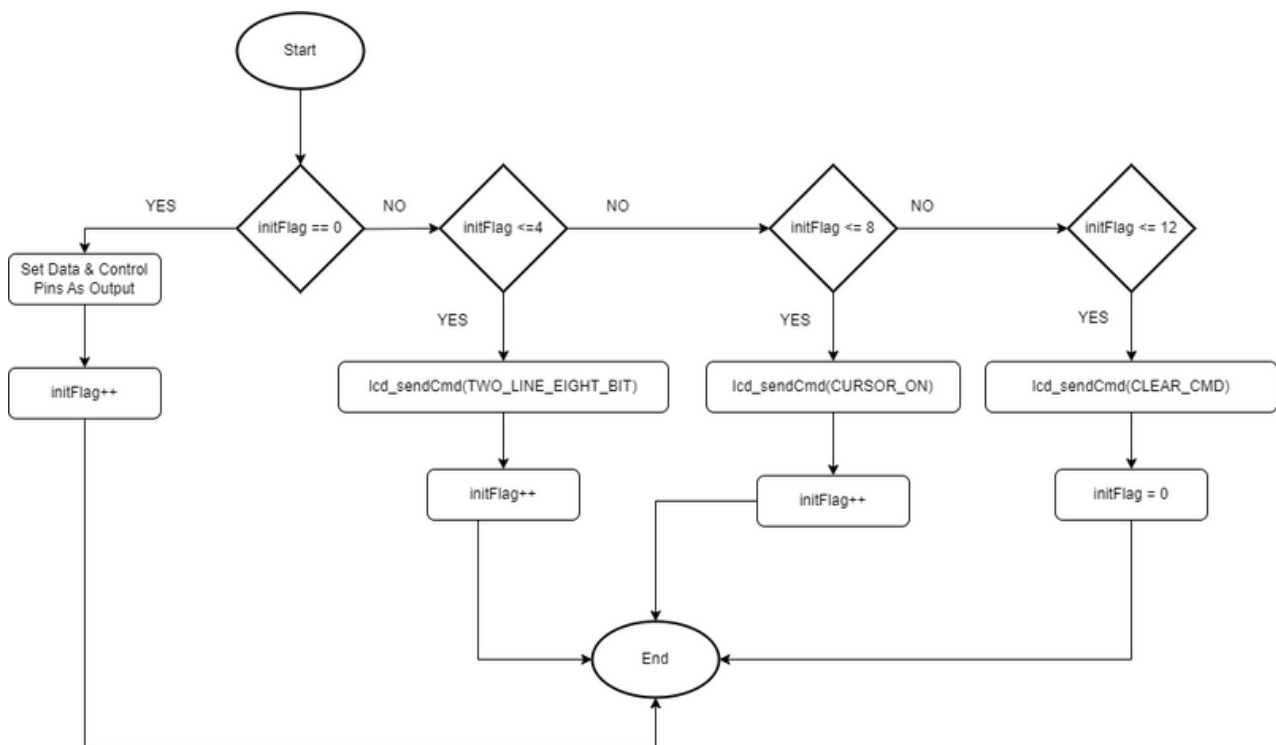 Start
YES
initFlag == 0
NO
initFlag <=4
NO
initFlag <= 8
NO
initFlag <= 12
Set Data & Control
Pins As Output
YES
YES
YES
initFlag++
lcd_sendCmd(TWO_LINE_EIGHT_BIT)
lcd_sendCmd(CURSOR_ON)
lcd_sendCmd(CLEAR_CMD)
initFlag++
initFlag++
initFlag = 0
End